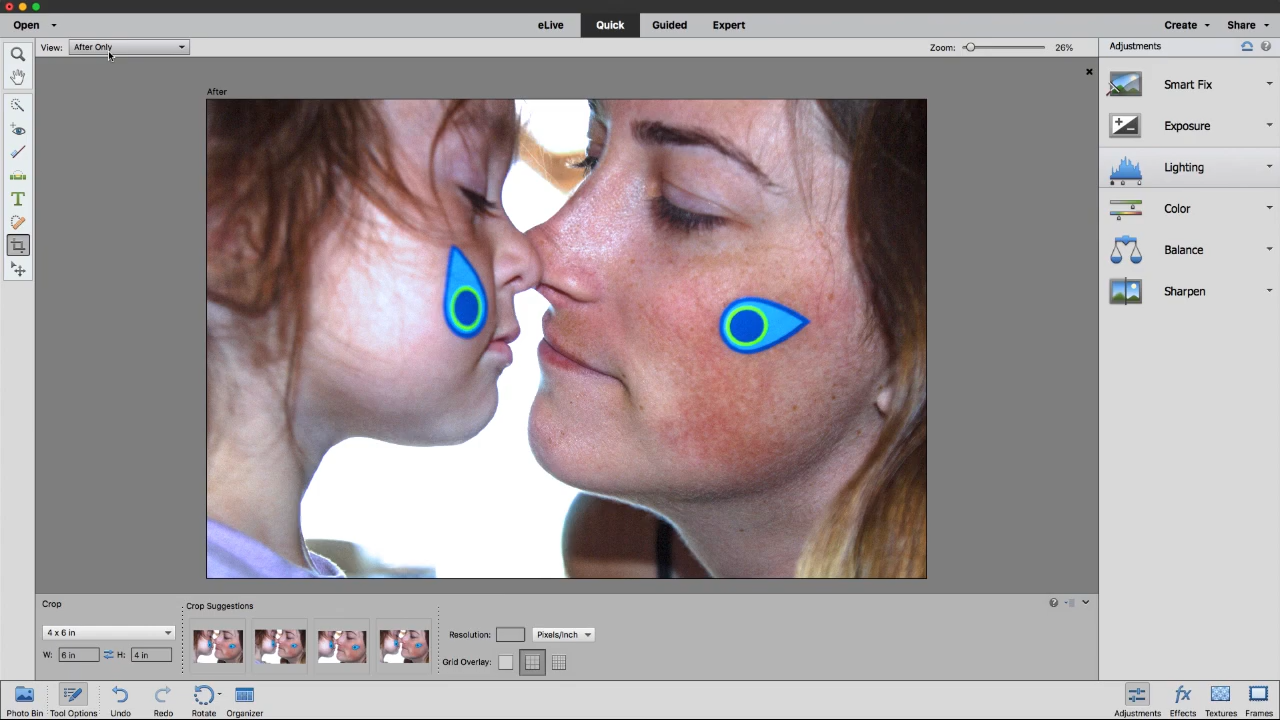 Open
eLive
Quick
Guided
Expert
Create
Share
View:
After Only
Zoom:
26%
Adjustments
After
Smart Fix
Exposure
Lighting
Color
Balance
Sharpen
T
Crop
Crop Suggestions
4 x 6 in
W:
6 in
H:
4 in
Resolution:
Pixels/Inch
Grid Overlay:
Photo Bin
Tool Options
Undo
Redo
Rotate
Organizer
Adjustments
fx
Effects
Textures
Frames